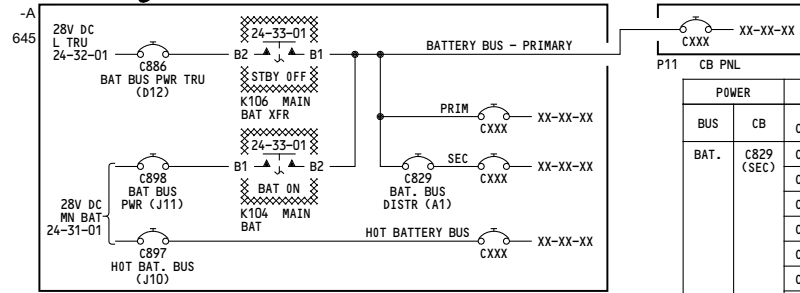 -A
645
28V DC
L TRU
24-32-01
C886
BAT BUS PWR TRU
(D12)
24-33-01
B2
B1
STBY OFF
K106 MAIN
BAT XFR
BATTERY BUS - PRIMARY
CXXX
XX-XX-XX
P11 CB PNL
PRIM
CXXX
XX-XX-XX
24-33-01
B1
B2
BAT ON
K104 MAIN
BAT
C898
BAT BUS
PWR (J11)
28V DC
MN BAT
24-31-01
SEC
C829
BAT. BUS
DISTR (A1)
CXXX
XX-XX-XX
HOT BATTERY BUS
CXXX
XX-XX-XX
C897
HOT BAT. BUS
(J10)
POWER
BUS
CB
BAT.
C829
(SEC)